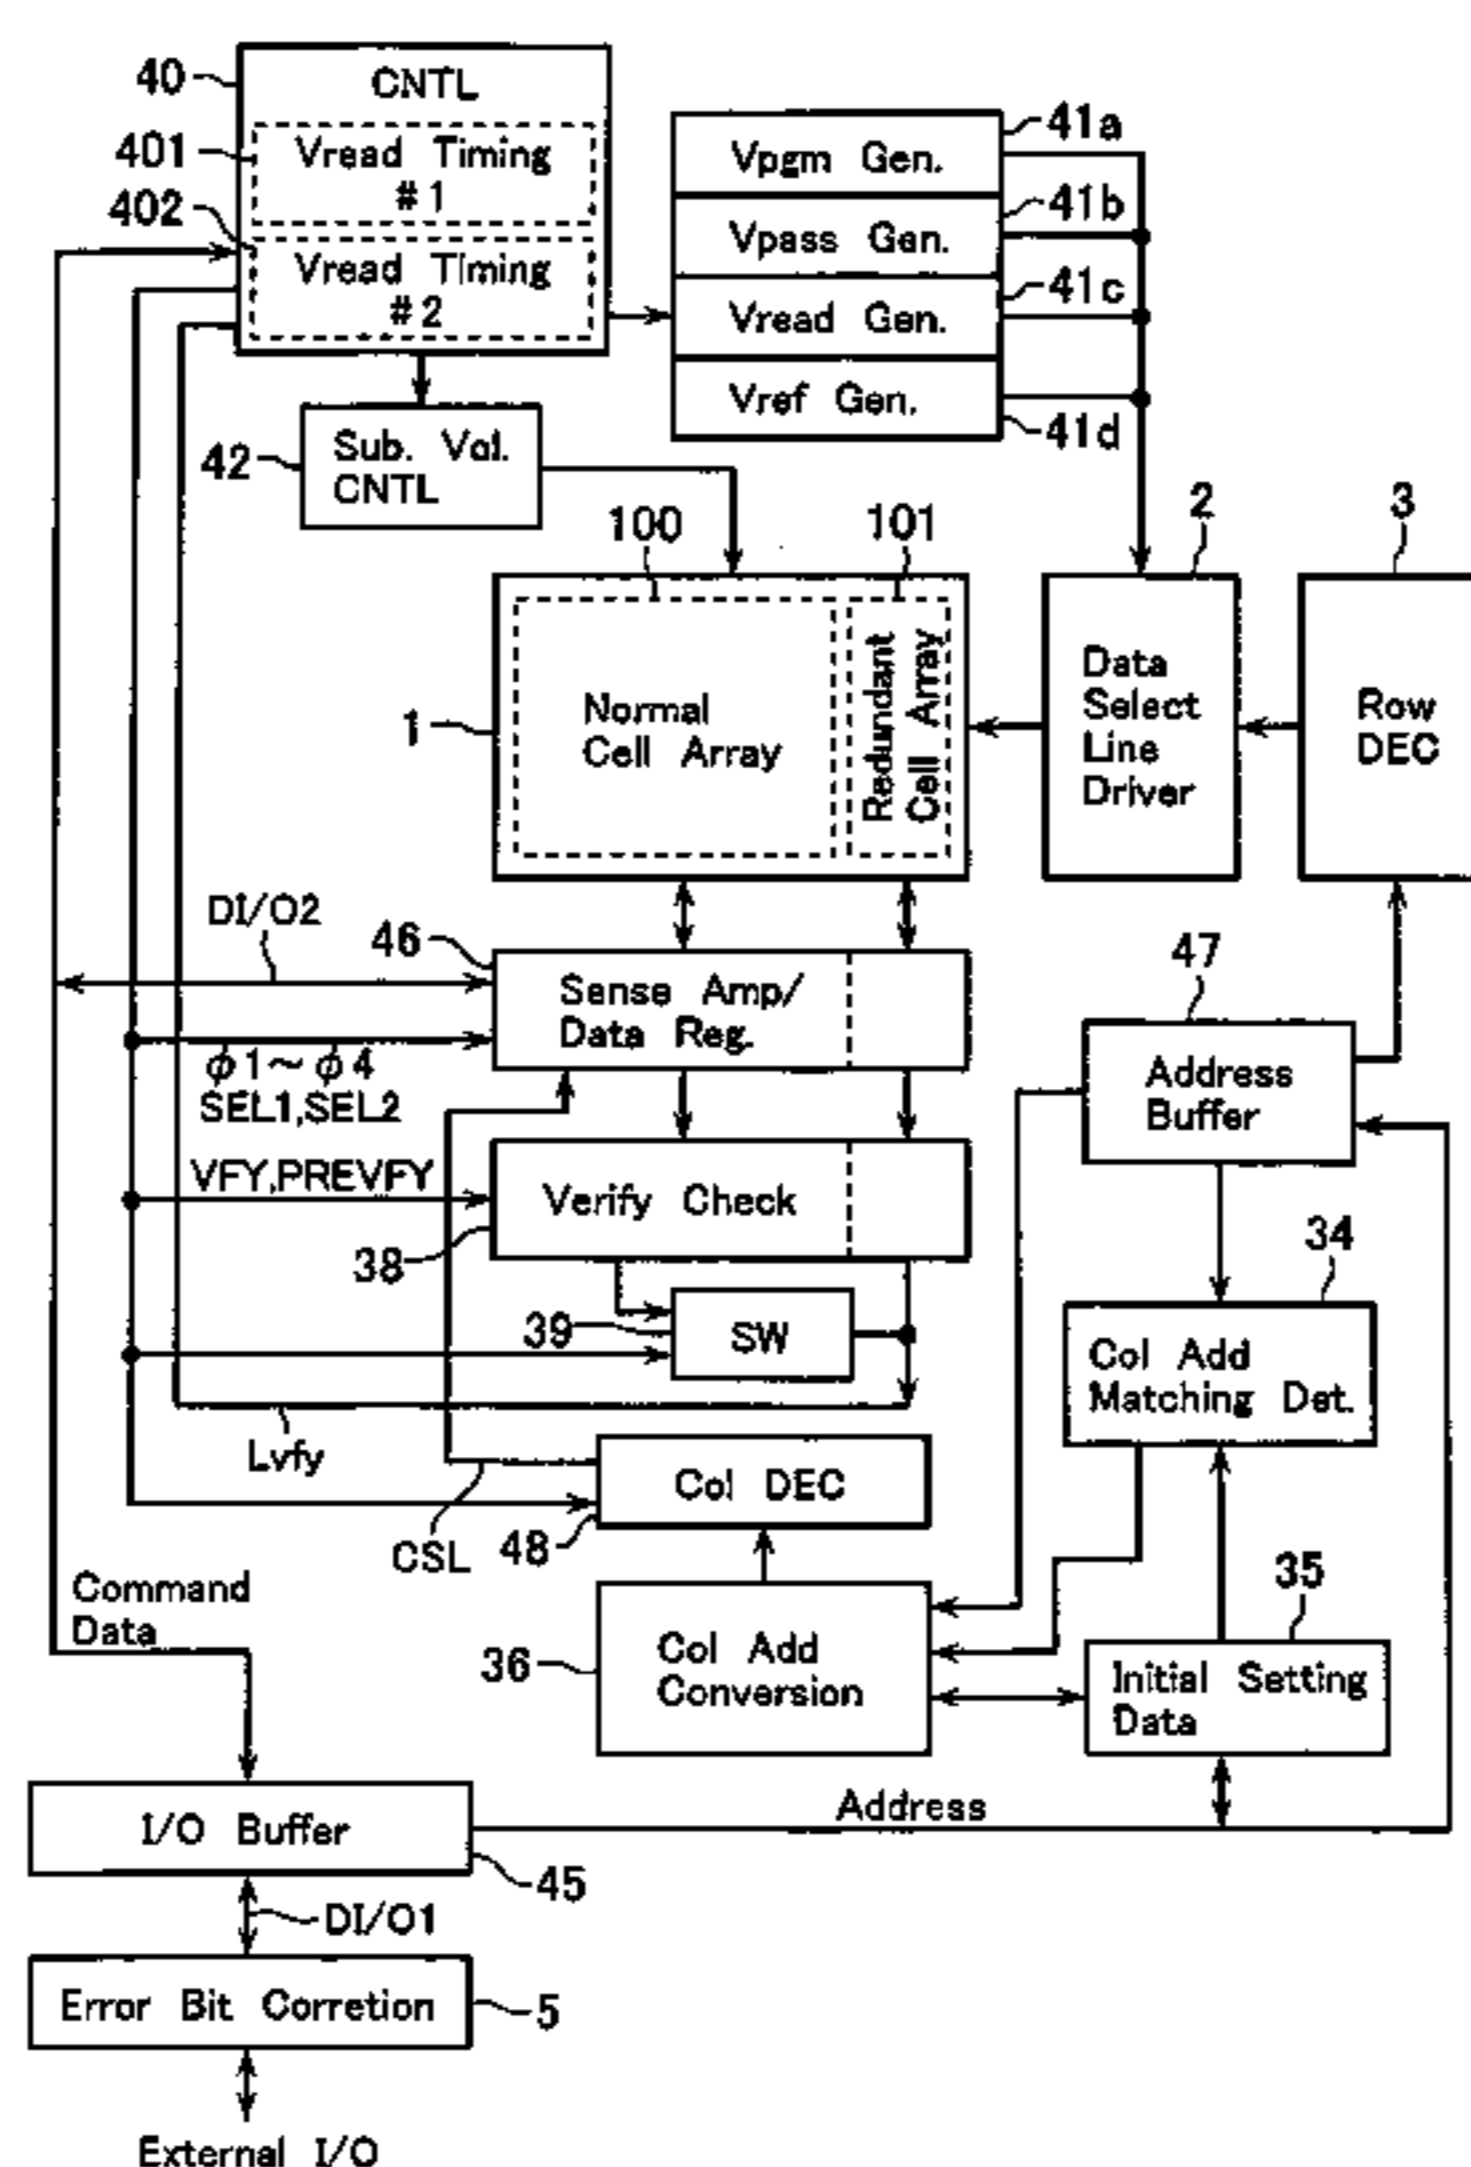 40
CNTL
401
Vread Timing
#1
402
Vread Timing
#2
Vpgm Gen.
41a
Vpass Gen.
41b
Vread Gen.
41c
Vref Gen.
41d
42
Sub. Vol.
CNTL
100
101
2
3
1
Normal
Cell Array
Redundant
Cell Array
Data
Select
Line
Driver
Row
DEC
DI/O2
46
Sense Amp/
Data Reg.
47
Address
Buffer
ϕ1~ϕ4
SEL1,SEL2
VFY,PREVFY
Verify Check
38
34
39
SW
Col Add
Matching Det.
Lvfy
Col DEC
CSL
48
Command
Data
35
36
Col Add
Conversion
Initial Setting
Data
I/O Buffer
Address
45
DI/O1
Error Bit Corretion
5
External I/O